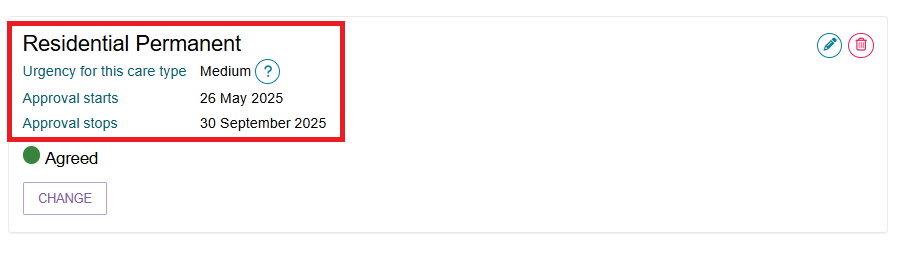 Residential Permanent
Urgency for this care type Medium ?
Approval starts 26 May 2025
Approval stops 30 September 2025
Agreed
CHANGE